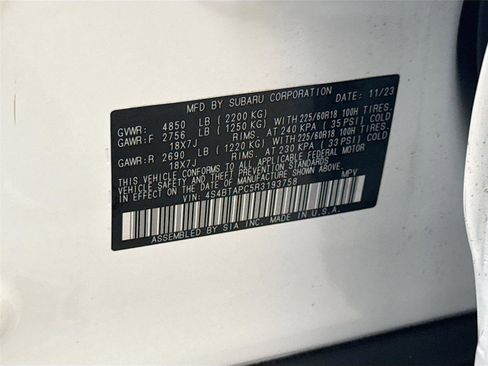 MFD BY SUBARU CORPORATION DATE: 11/23
GVWR: 4850 LB (2200 KG)
GAWR:F 2756 LB (1250 KG) WITH 225/60R18 100H TIRES.
18X7J RIMS. AT 240 KPA ( 35 PSI) COLD
GAWR:R 2690 LB (1220 KG) WITH 225/60R18 100H TIRES.
18X7J RIMS. AT 230 KPA ( 33 PSI) COLD
THIS VEHICLE CONFORMS TO ALL APPLICABLE FEDERAL MOTOR
VEHICLE SAFETY STANDARDS
IN EFFECT ON THE DATE OF MANUFACTURE SHOWN ABOVE.
VIN: 4S4BTAPC5R3193758 MPV
ASSEMBLED BY SIA INC. MADE IN U.S.A.